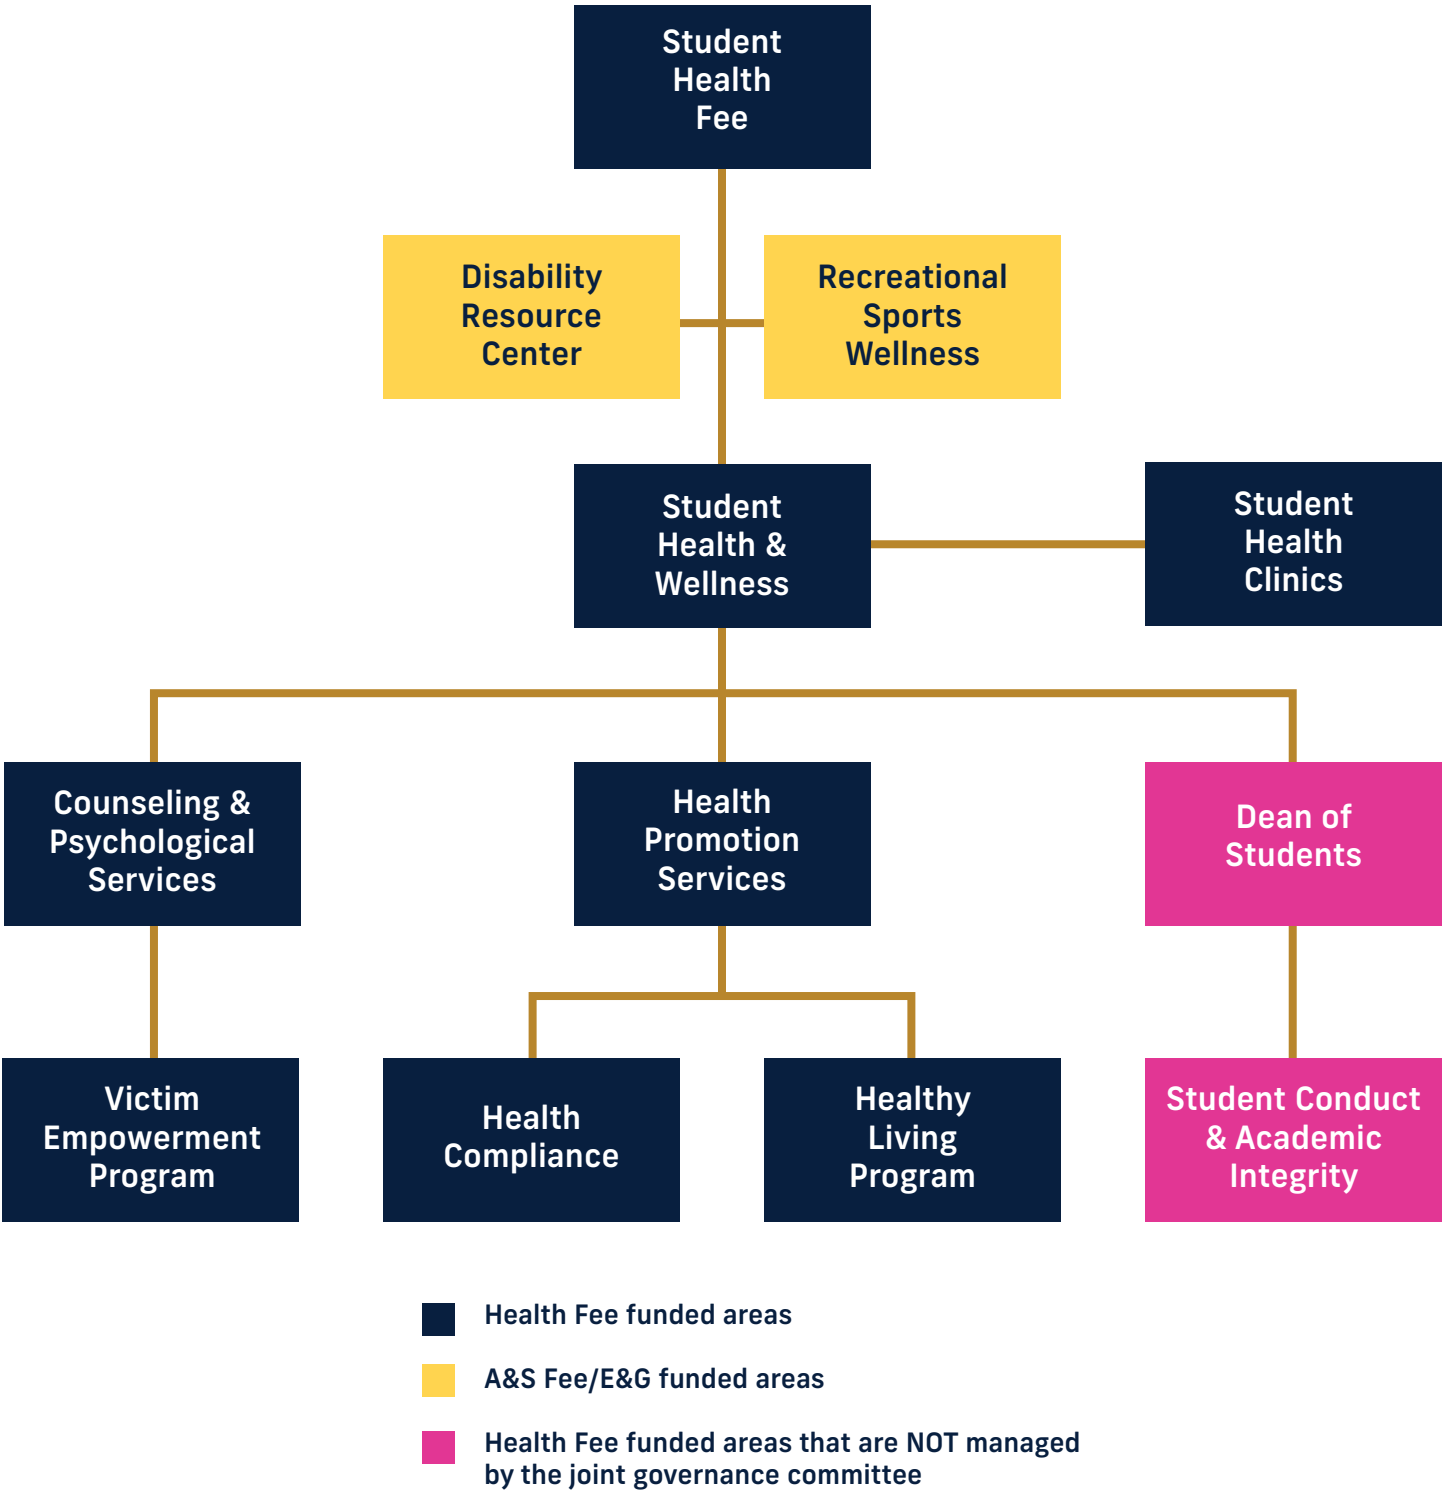 Student
Health
Fee
Disability
Resource
Center
Recreational
Sports
Wellness
Student
Health &
Wellness
Student
Health
Clinics
Counseling &
Psychological
Services
Health
Promotion
Services
Dean of
Students
Victim
Empowerment
Program
Health
Compliance
Healthy
Living
Program
Student Conduct
& Academic
Integrity
Health Fee funded areas
A&S Fee/E&G funded areas
Health Fee funded areas that are NOT managed
by the joint governance committee